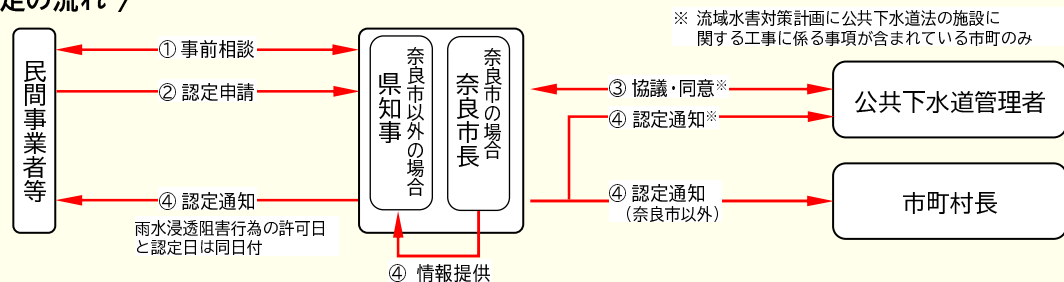 定の流れ
※ 流域水害対策計画に公共下水道法の施設に
関する工事に係る事項が含まれている市町のみ
民間事業者等
① 事前相談
② 認定申請
④ 認定通知
雨水浸透阻害行為の許可日
と認定日は同日付
奈良市以外の場合
県知事
奈良市の場合
奈良市長
④ 情報提供
③ 協議・同意※
④ 認定通知※
④ 認定通知
（奈良市以外）
公共下水道管理者
市町村長